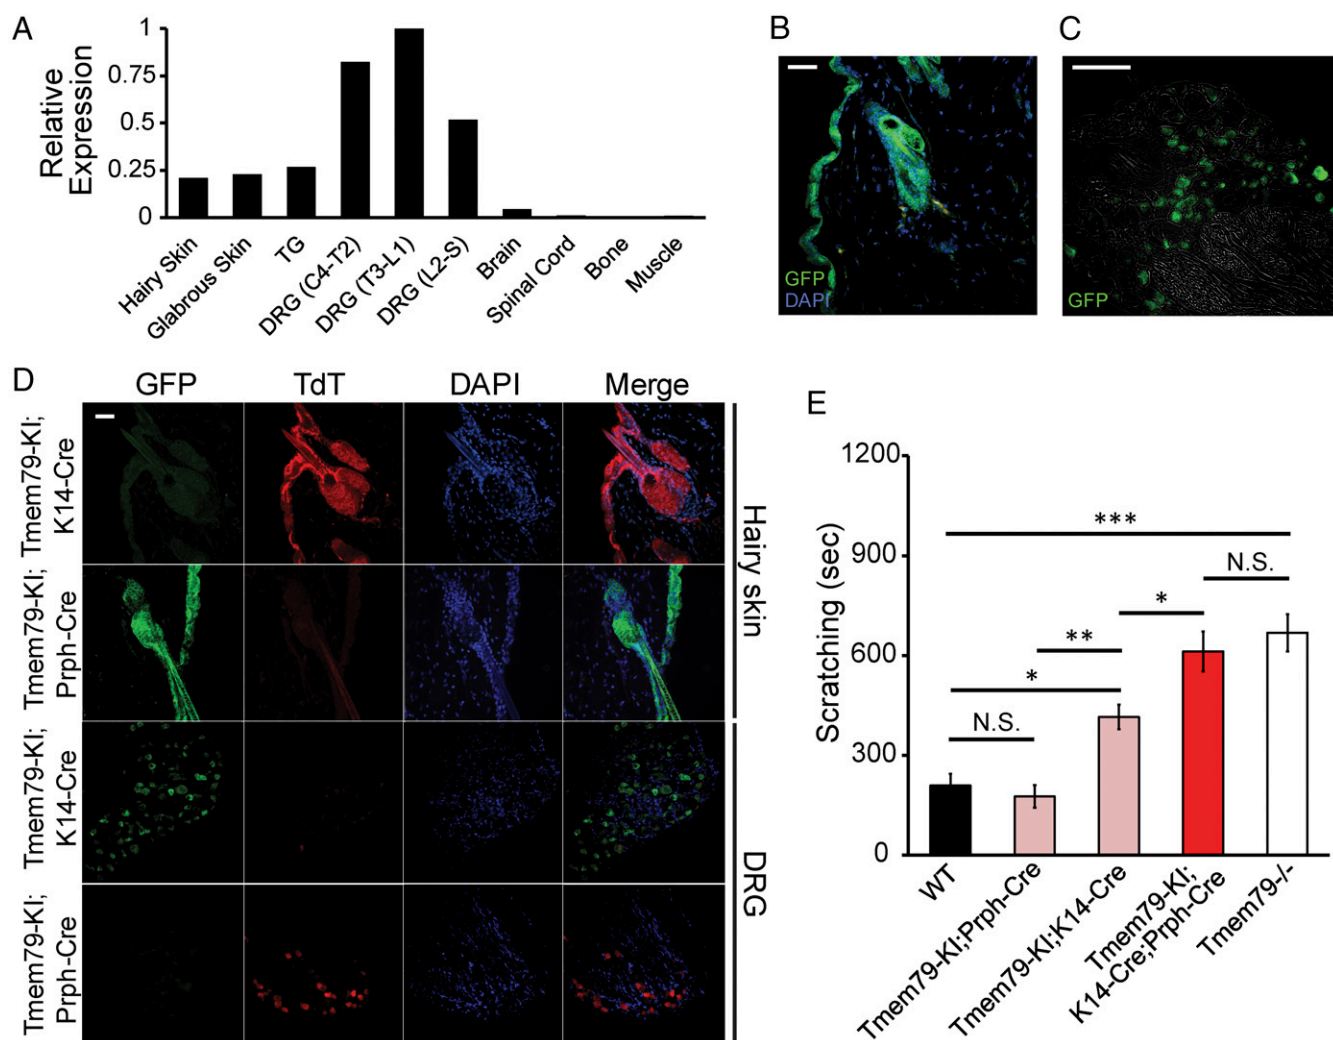 A
Relative
Expression
1
0.75
0.5
0.25
0
Hairy Skin
Glabrous Skin
TG
DRG (C4-T2)
DRG (T3-L1)
DRG (L2-S)
Brain
Spinal Cord
Bone
Muscle
B
GFP
DAPI
C
GFP
D
GFP TdT DAPI Merge
Tmem79-KI;
K14-Cre
Tmem79-KI;
Prph-Cre
Tmem79-KI;
K14-Cre
Tmem79-KI;
Prph-Cre
Hairy skin
DRG
E
Scratching (sec)
1200
900
600
300
0
***
N.S.
*
**
*
N.S.
WT
Tmem79-KI;Prph-Cre
Tmem79-KI;K14-Cre
Tmem79-KI;
K14-Cre;Prph-Cre
Tmem79-/-